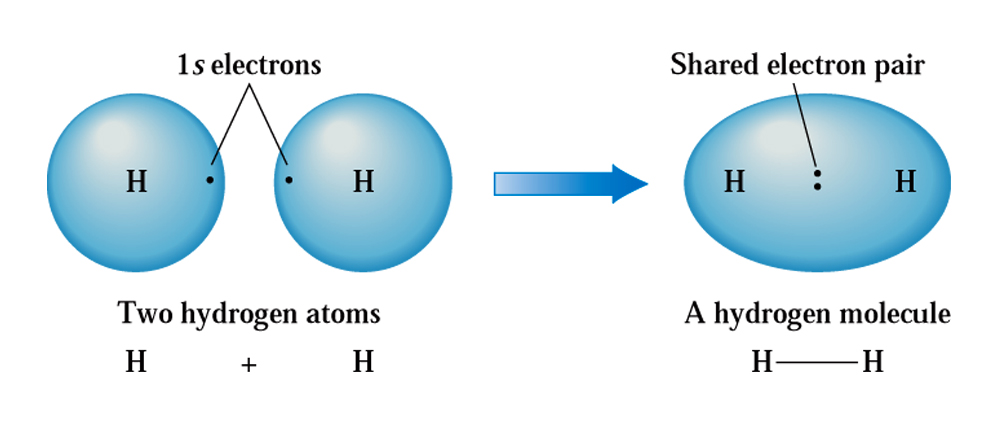 1s electrons
Shared electron pair
H
H
H
H
Two hydrogen atoms
A hydrogen molecule
H + H
H—H